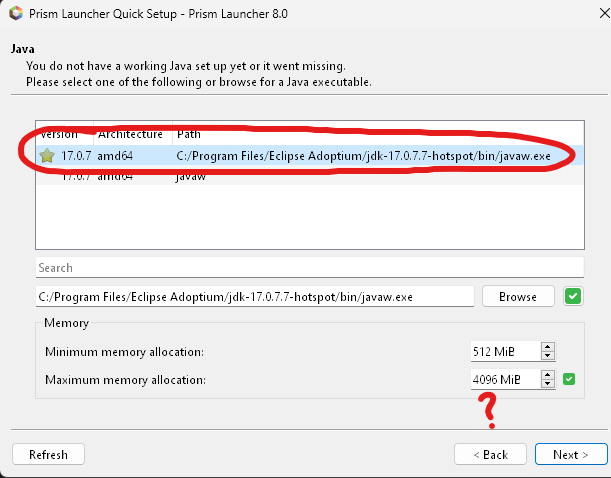 Prism Launcher Quick Setup - Prism Launcher 8.0
Java
You do not have a working Java set up yet or it went missing.
Please select one of the following or browse for a Java executable.
Version Architecture Path
17.0.7 amd64 C:/Program Files/Eclipse Adoptium/jdk-17.0.7.7-hotspot/bin/javaw.exe
17.0.7 amd64 javaw
Search
C:/Program Files/Eclipse Adoptium/jdk-17.0.7.7-hotspot/bin/javaw.exe Browse
Memory
Minimum memory allocation: 512 MiB
Maximum memory allocation: 4096 MiB
?
Refresh < Back Next >